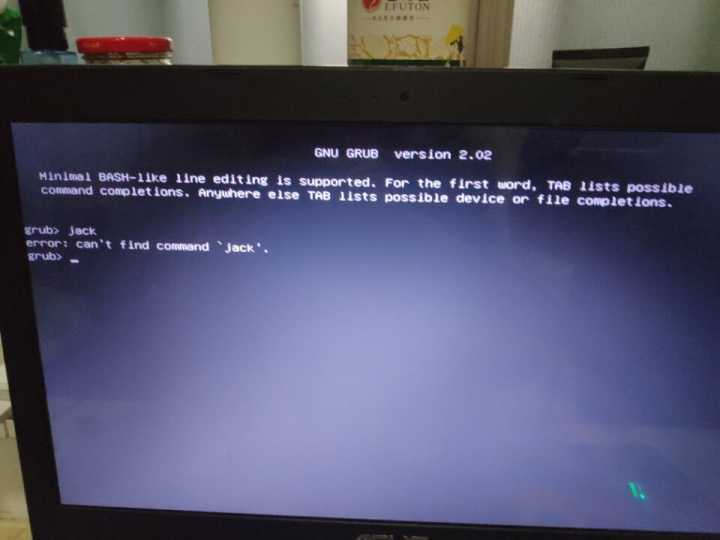 LFUTON
GNU GRUB version 2.02
Minimal BASH-like line editing is supported. For the first word, TAB lists possible
command completions. Anywhere else TAB lists possible device or file completions.
grub> jack
error: can't find command `jack'.
grub> _